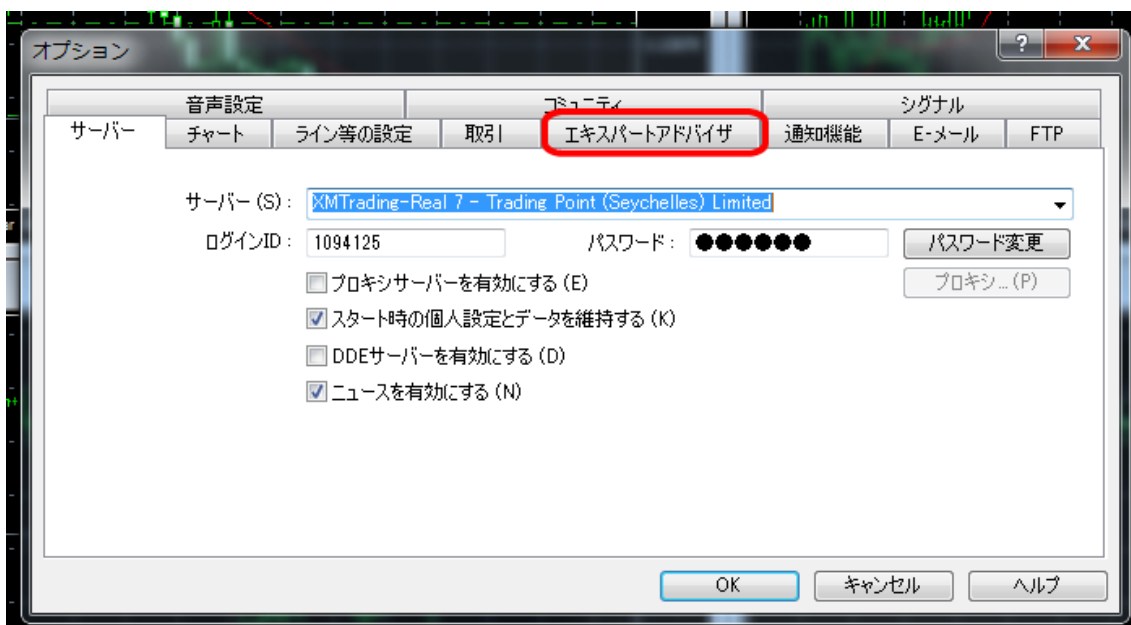 オプション
音声設定 コミュニティ シグナル
サーバー チャート ライン等の設定 取引 エキスパートアドバイザ 通知機能 E-メール FTP
サーバー (S) : XMTrading-Real 7 - Trading Point (Seychelles) Limited
ログインID : 1094125 パスワード : ●●●●●● パスワード変更
プロキシサーバーを有効にする (E) プロキシ... (P)
スタート時の個人設定とデータを維持する (K)
DDEサーバーを有効にする (D)
ニュースを有効にする (N)
OK キャンセル ヘルプ